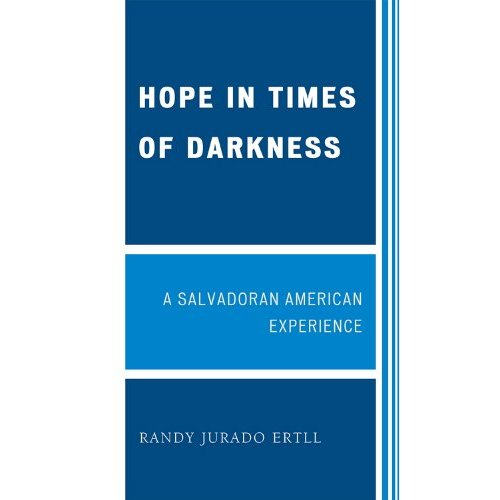 HOPE IN TIMES
OF DARKNESS
A SALVADORAN AMERICAN
EXPERIENCE
RANDY JURADO ERTLL